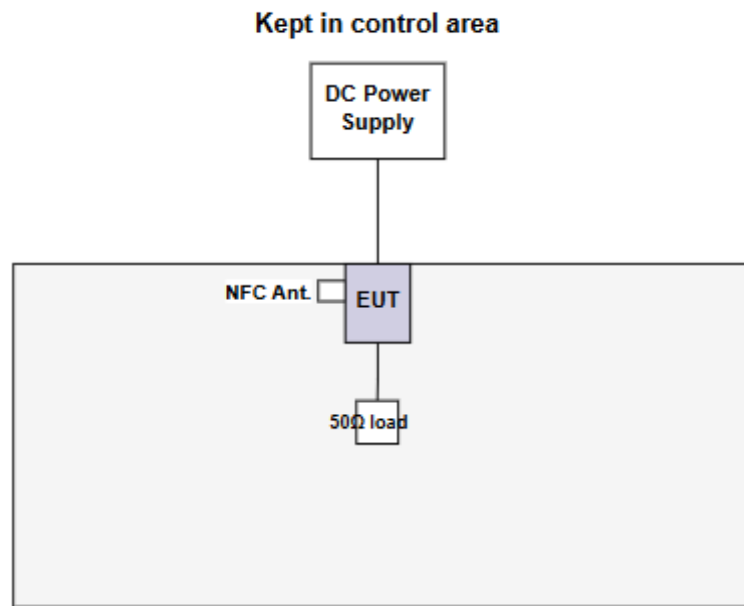 Kept in control area
DC Power
Supply
NFC Ant.
EUT
50Ω load